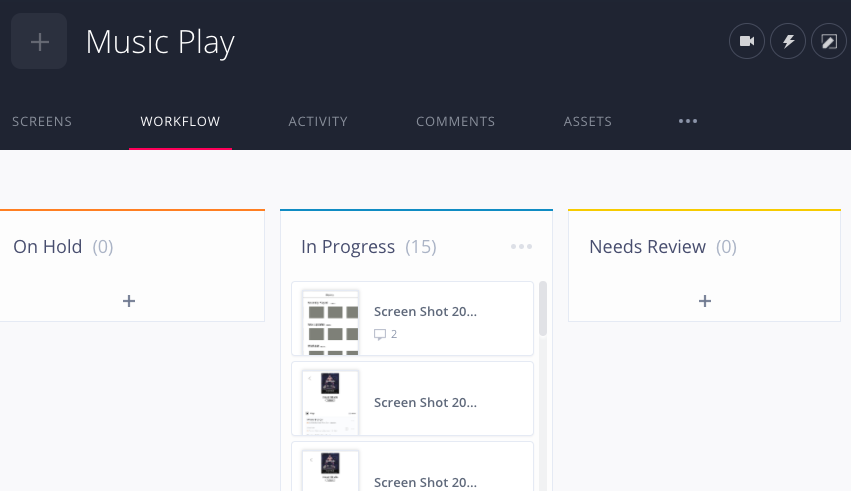 Music Play
SCREENS
WORKFLOW
ACTIVITY
COMMENTS
ASSETS
On Hold (0)
In Progress (15)
Needs Review (0)
Screen Shot 20...
2
Screen Shot 20...
Screen Shot 20...